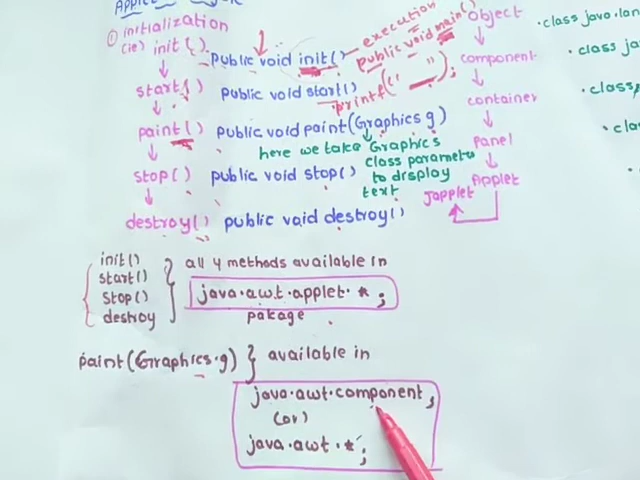 Applet
① initialization
(ie) init().
public void init() execution
public void main()
printf(" ");
start() public void start()
paint() public void paint(Graphics g)
here we take Graphics
class parameter
to display
text
stop() public void stop()
destroy() public void destroy()
object
component
container
Panel
Applet
Japplet
class java.lan
class ja
class
init()
start()
stop()
destroy
all 4 methods available in
java.awt.applet.*;
pakage
paint(Graphics.g) } available in
java.awt.component,
(or)
java.awt.*;